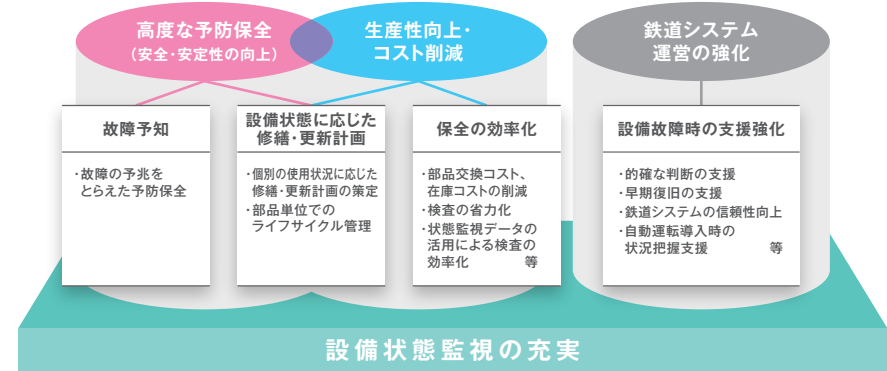 高度な予防保全
（安全・安定性の向上）
生産性向上・
コスト削減
鉄道システム
運営の強化
故障予知
・故障の予兆を
とらえた予防保全
設備状態に応じた
修繕・更新計画
・個別の使用状況に応じた
修繕・更新計画の策定
・部品単位での
ライフサイクル管理
保全の効率化
・部品交換コスト、
在庫コストの削減
・検査の省力化
・状態監視データの
活用による検査の
効率化 等
設備故障時の支援強化
・的確な判断の支援
・早期復旧の支援
・鉄道システムの信頼性向上
・自動運転導入時の
状況把握支援 等
設備状態監視の充実